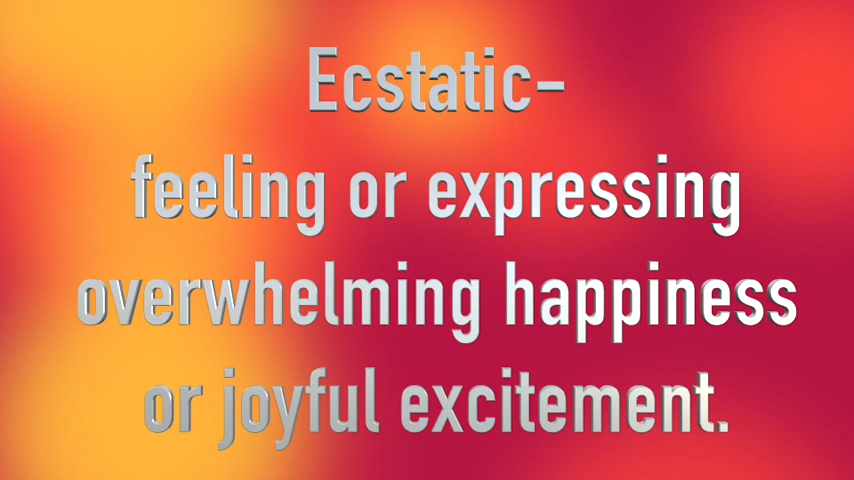 Ecstatic-
feeling or expressing
overwhelming happiness
or joyful excitement.